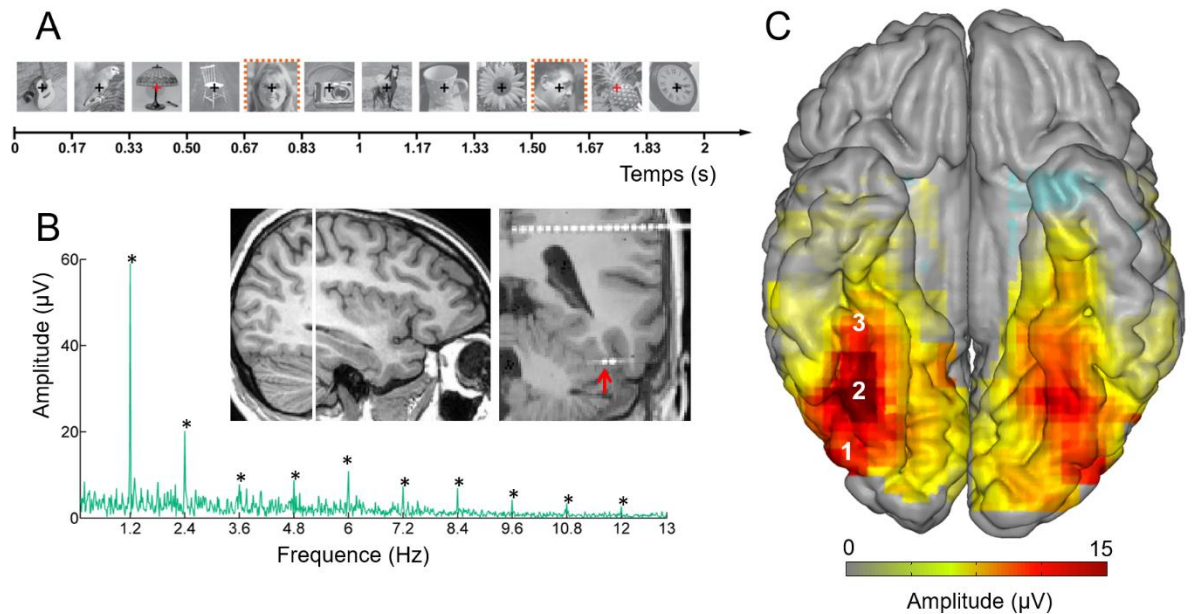 A
0 0.17 0.33 0.50 0.67 0.83 1 1.17 1.33 1.50 1.67 1.83 2
Temps (s)
B
60
40
20
0
Amplitude (µV)
* * * * * * * * * *
1.2 2.4 3.6 4.8 6 7.2 8.4 9.6 10.8 12 13
Frequence (Hz)
C
3
2
1
0 15
Amplitude (µV)